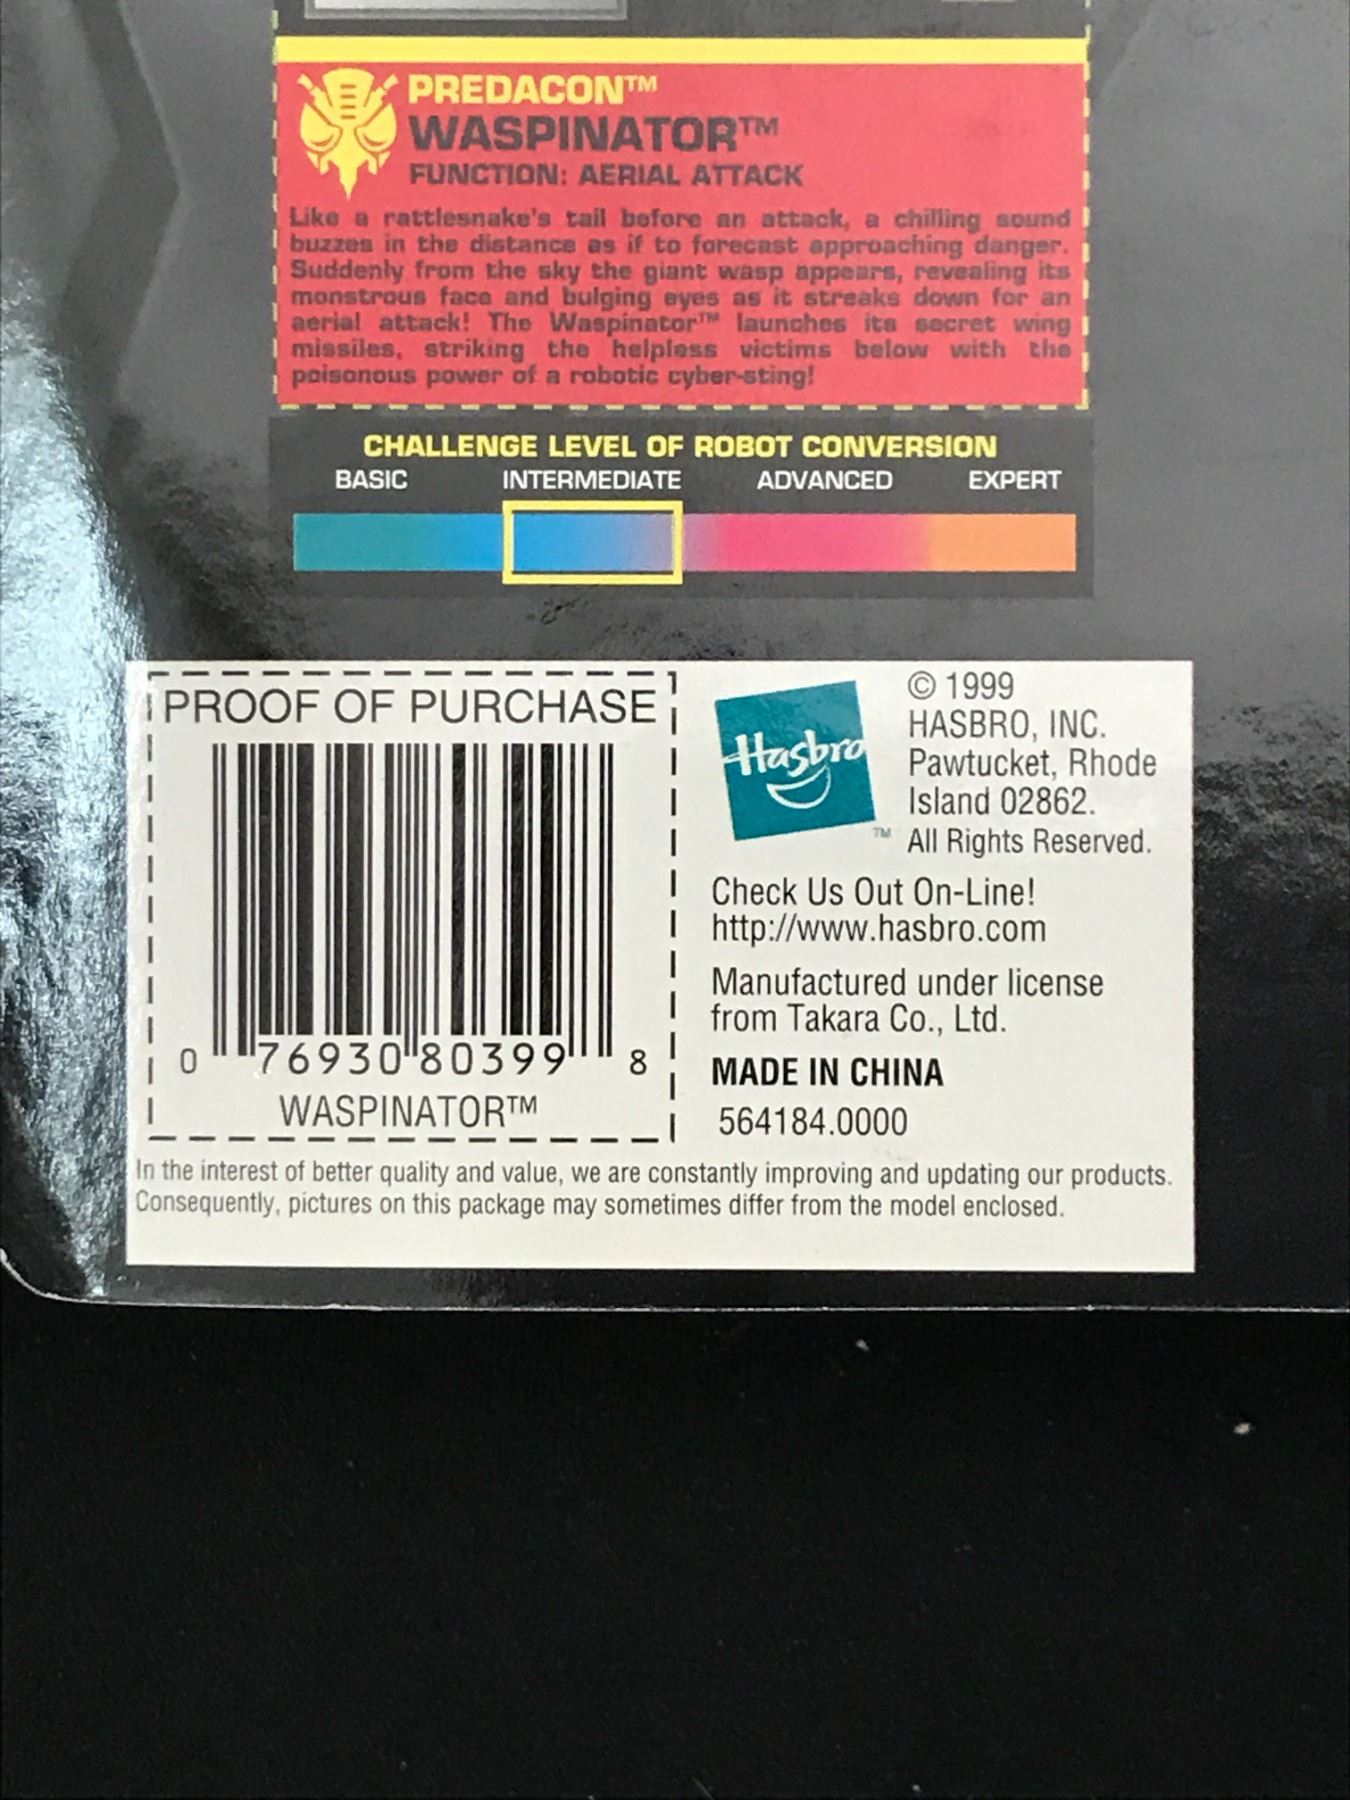 PREDACON™
WASPINATOR™
FUNCTION: AERIAL ATTACK
Like a rattlesnake's tail before an attack, a chilling sound
buzzes in the distance as if to forecast approaching danger.
Suddenly from the sky the giant wasp appears, revealing its
monstrous face and bulging eyes as it streaks down for an
aerial attack! The Waspinator™ launches its secret wing
missiles, striking the helpless victims below with the
poisonous power of a robotic cyber-sting!
CHALLENGE LEVEL OF ROBOT CONVERSION
BASIC INTERMEDIATE ADVANCED EXPERT
PROOF OF PURCHASE
0 76930 80399 8
WASPINATOR™
Hasbro
TM
© 1999
HASBRO, INC.
Pawtucket, Rhode
Island 02862.
All Rights Reserved.
Check Us Out On-Line!
http://www.hasbro.com
Manufactured under license
from Takara Co., Ltd.
MADE IN CHINA
564184.0000
In the interest of better quality and value, we are constantly improving and updating our products.
Consequently, pictures on this package may sometimes differ from the model enclosed.